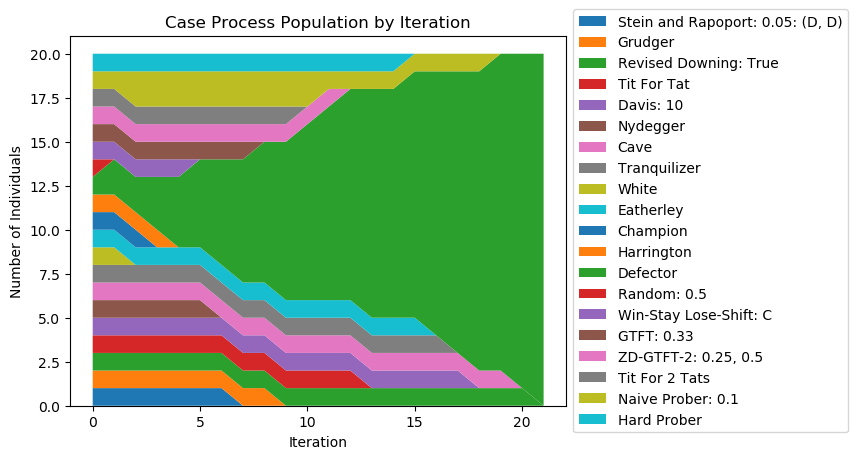 Case Process Population by Iteration
Number of Individuals
20.0
17.5
15.0
12.5
10.0
7.5
5.0
2.5
0.0
0
5
10
15
20
Iteration
Stein and Rapoport: 0.05: (D, D)
Grudger
Revised Downing: True
Tit For Tat
Davis: 10
Nydegger
Cave
Tranquilizer
White
Eatherley
Champion
Harrington
Defector
Random: 0.5
Win-Stay Lose-Shift: C
GTFT: 0.33
ZD-GTFT-2: 0.25, 0.5
Tit For 2 Tats
Naive Prober: 0.1
Hard Prober